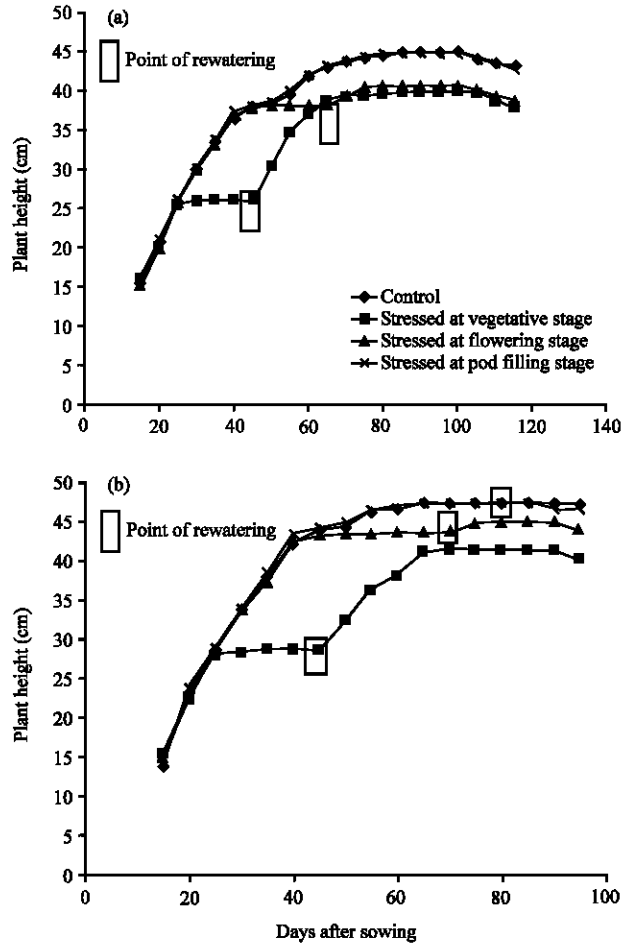 (a)
Point of rewatering
Plant height (cm)
50
45
40
35
30
25
20
15
10
5
0
Control
Stressed at vegetative stage
Stressed at flowering stage
Stressed at pod filling stage
0 20 40 60 80 100 120 140
(b)
Point of rewatering
Plant height (cm)
50
45
40
35
30
25
20
15
10
5
0
0 20 40 60 80 100
Days after sowing